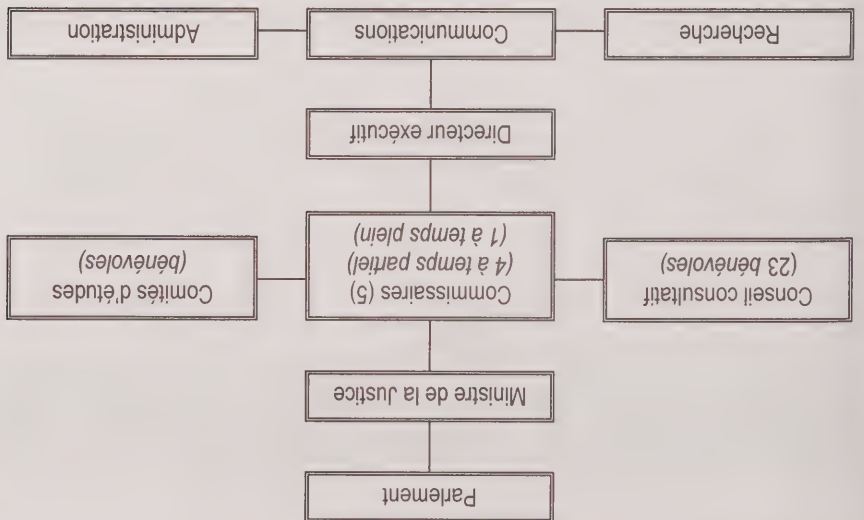 Parlement
Ministre de la Justice
Conseil consultatif
(23 bénévoles)
Commissaires (5)
(4 à temps partiel)
(1 à temps plein)
Comités d'études
(bénévoles)
Directeur exécutif
Recherche
Communications
Administration